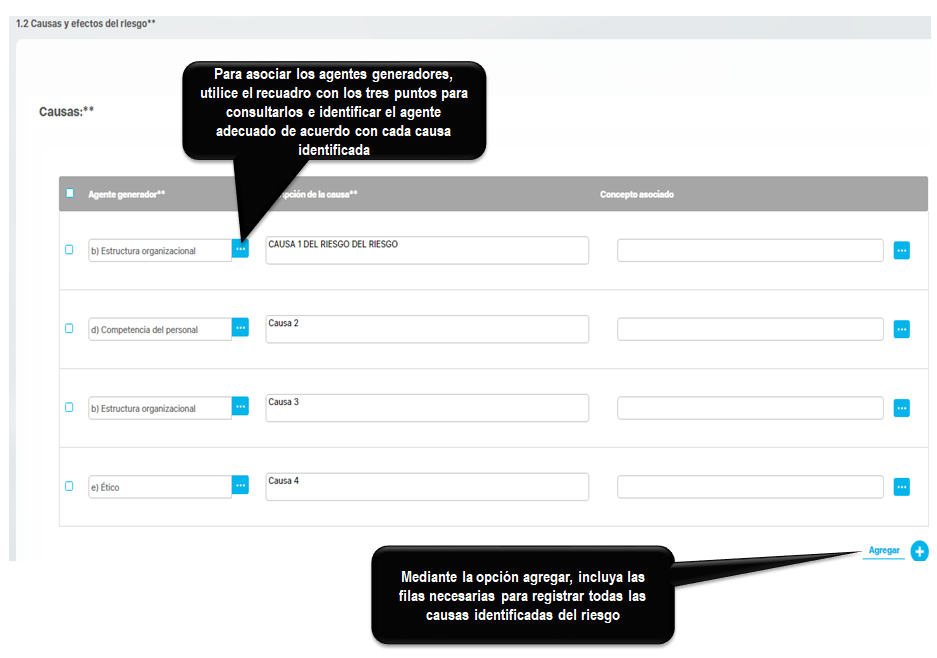 1.2 Causas y efectos del riesgo**
Para asociar los agentes generadores,
utilice el recuadro con los tres puntos para
consultarlos e identificar el agente
adecuado de acuerdo con cada causa
identificada
Causas:**
Agente generador** pción de la causa** Concepto asociado
b) Estructura organizacional ... CAUSA 1 DEL RIESGO DEL RIESGO ...
d) Competencia del personal ... Causa 2 ...
b) Estructura organizacional ... Causa 3 ...
e) Ético ... Causa 4 ...
Agregar +
Mediante la opción agregar, incluya las
filas necesarias para registrar todas las
causas identificadas del riesgo